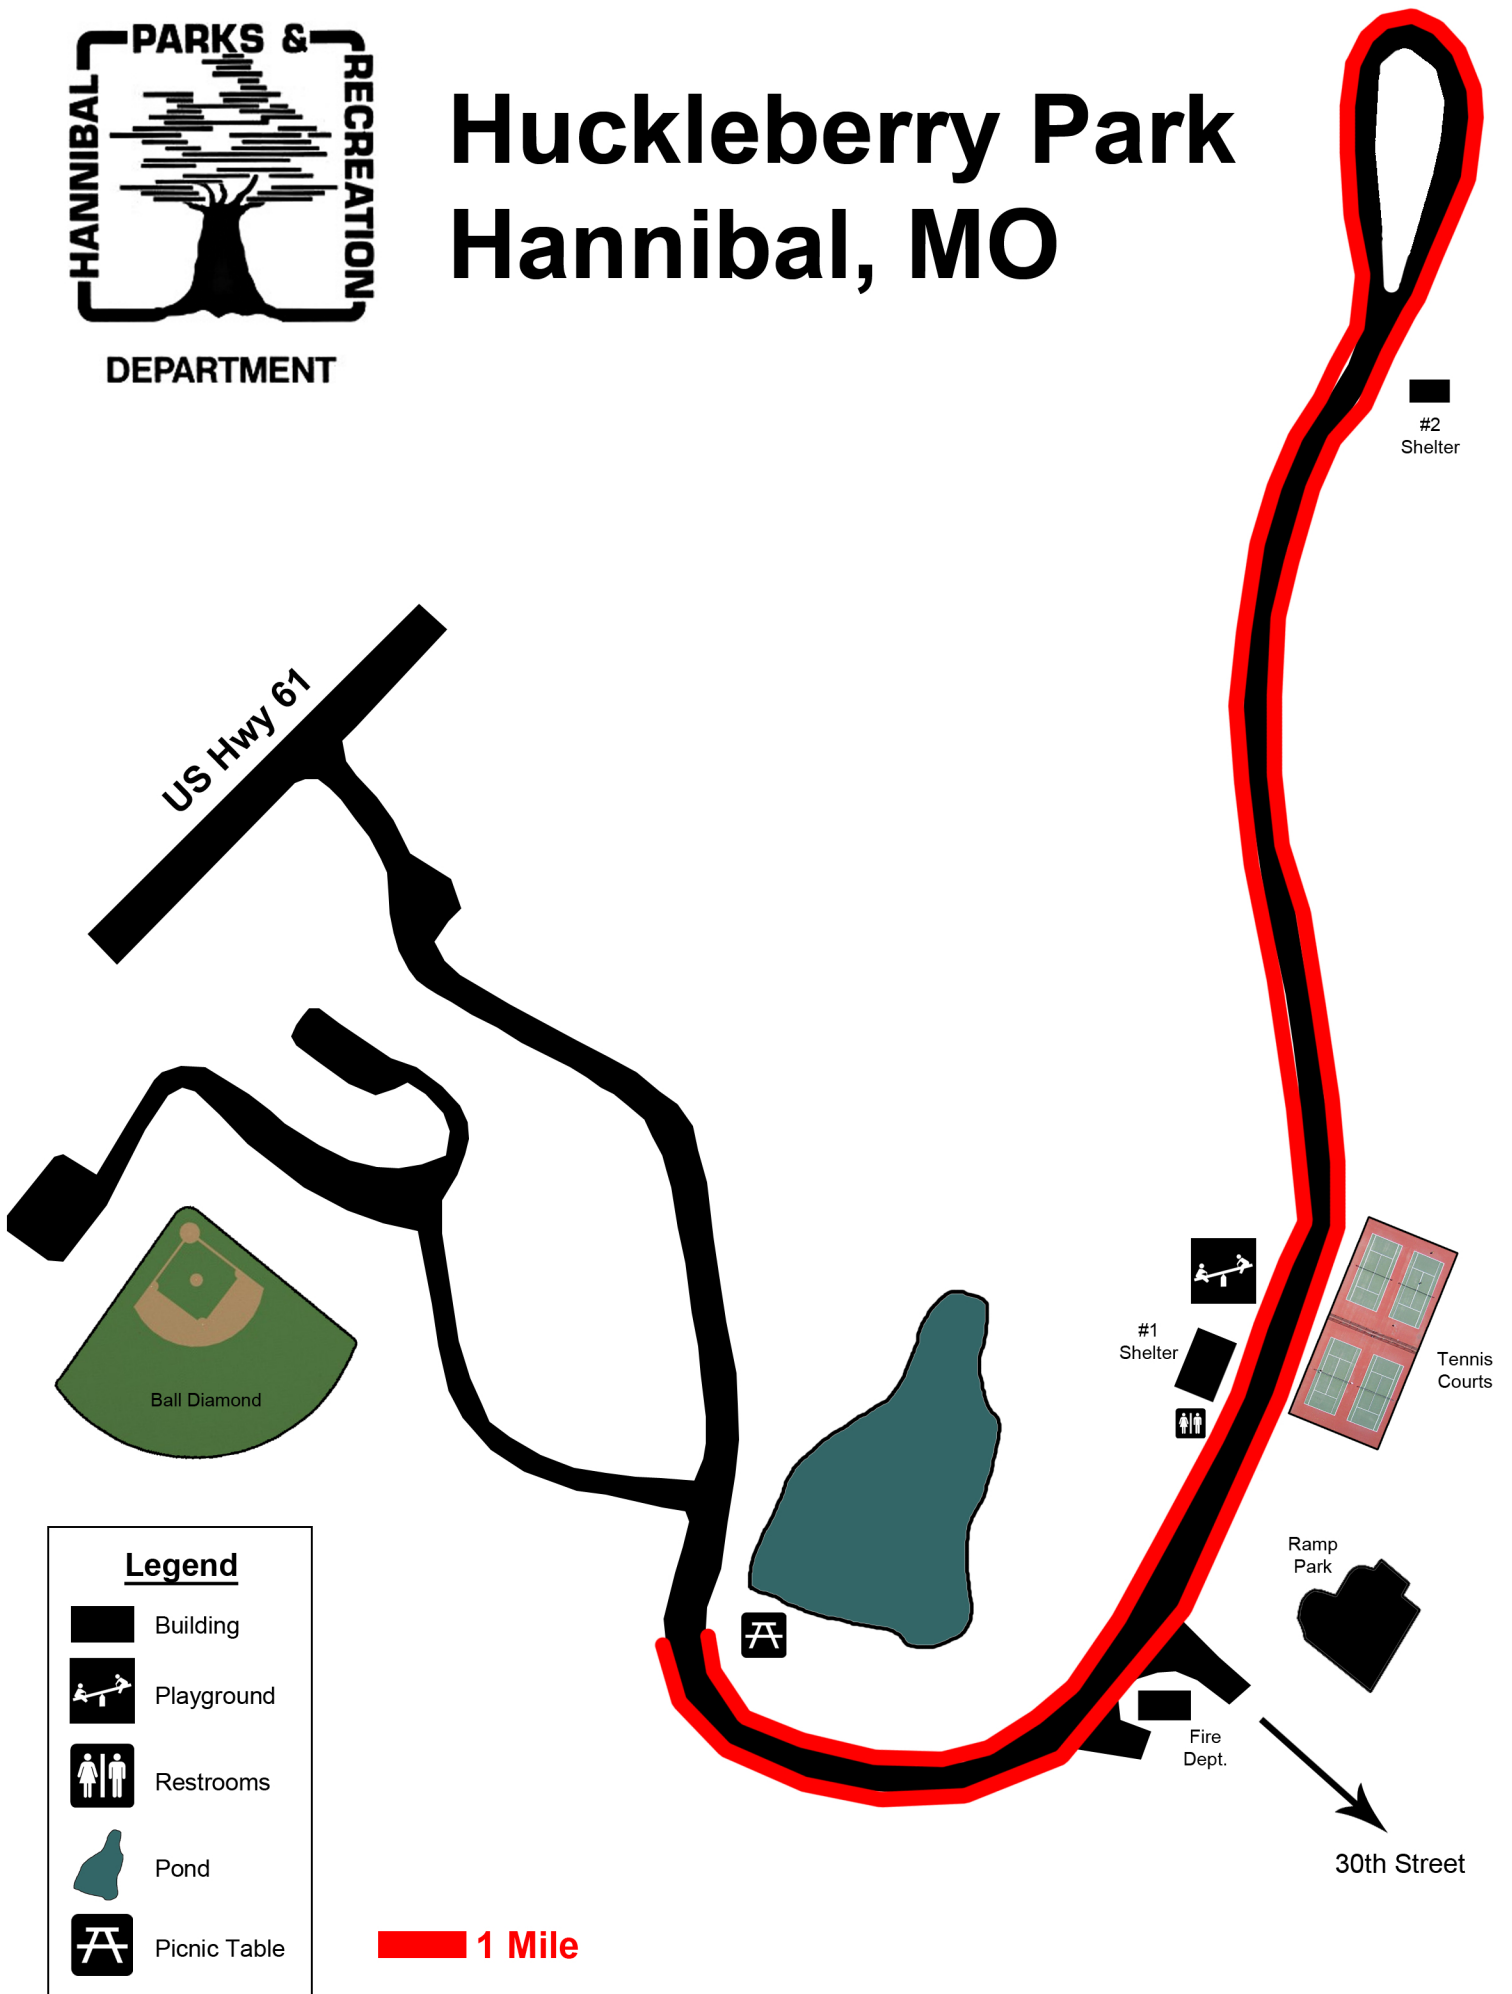 PARKS &
HANNIBAL
RECREATION
DEPARTMENT
Huckleberry Park
Hannibal, MO
#2
Shelter
US Hwy 61
#1
Shelter
Tennis
Courts
Ball Diamond
Ramp
Park
Fire
Dept.
30th Street
Legend
Building
Playground
Restrooms
Pond
Picnic Table
1 Mile